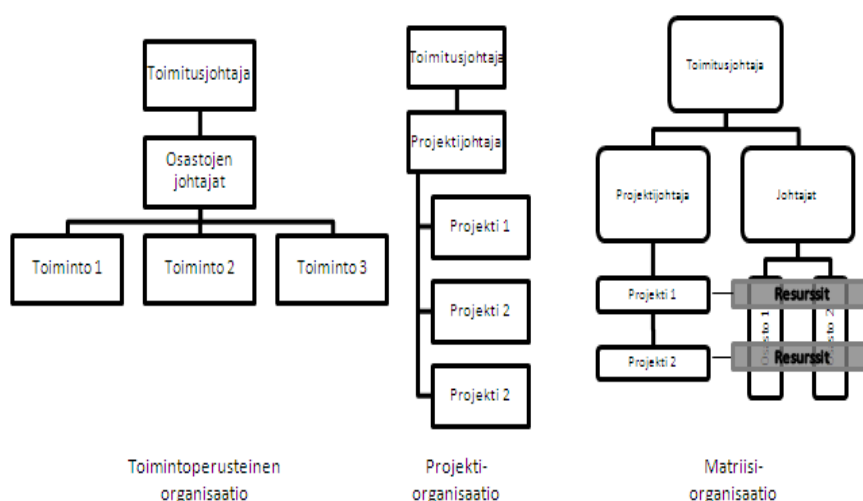 Toimitusjohtaja
Osastojen
johtajat
Toiminto 1
Toiminto 2
Toiminto 3
Toimintoperusteinen
organisaatio
Toimitusjohtaja
Projektijohtaja
Projekti 1
Projekti 2
Projekti 2
Projekti-
organisaatio
Toimitusjohtaja
Projektijohtaja
Johtajat
Projekti 1
Resurssit
Projekti 2
Resurssit
Matriisi-
organisaatio